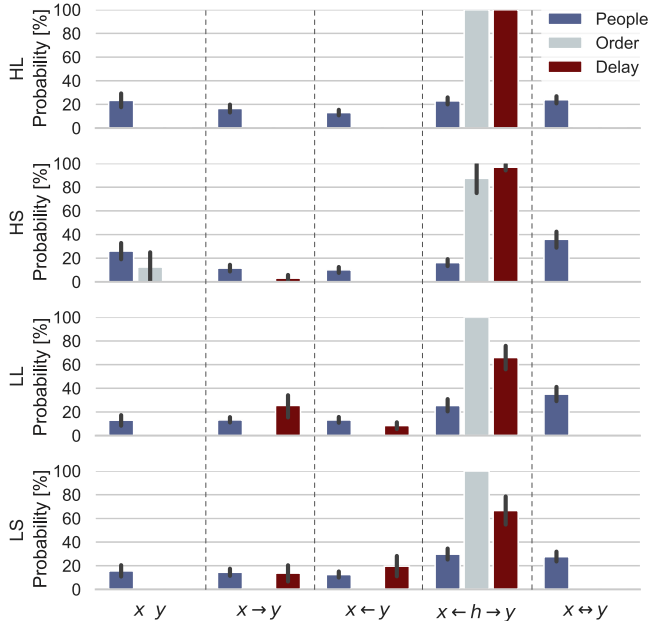 100
80
60
40
20
0
HL
Probability [%]
People
Order
Delay
100
80
60
40
20
0
HS
Probability [%]
100
80
60
40
20
0
LL
Probability [%]
100
80
60
40
20
0
LS
Probability [%]
x y
x → y
x ← y
x ← h → y
x ↔ y